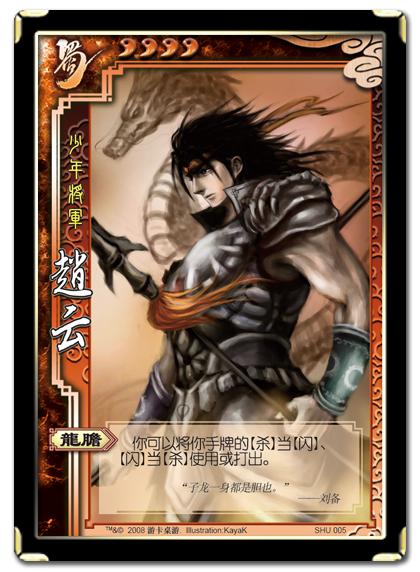 蜀
少年將軍
趙云
龍膽
你可以将你手牌的【杀】当【闪】、
【闪】当【杀】使用或打出。
“子龙一身都是胆也。”
——刘备
™&© 2008 游卡桌游. Illustration:KayaK SHU 005